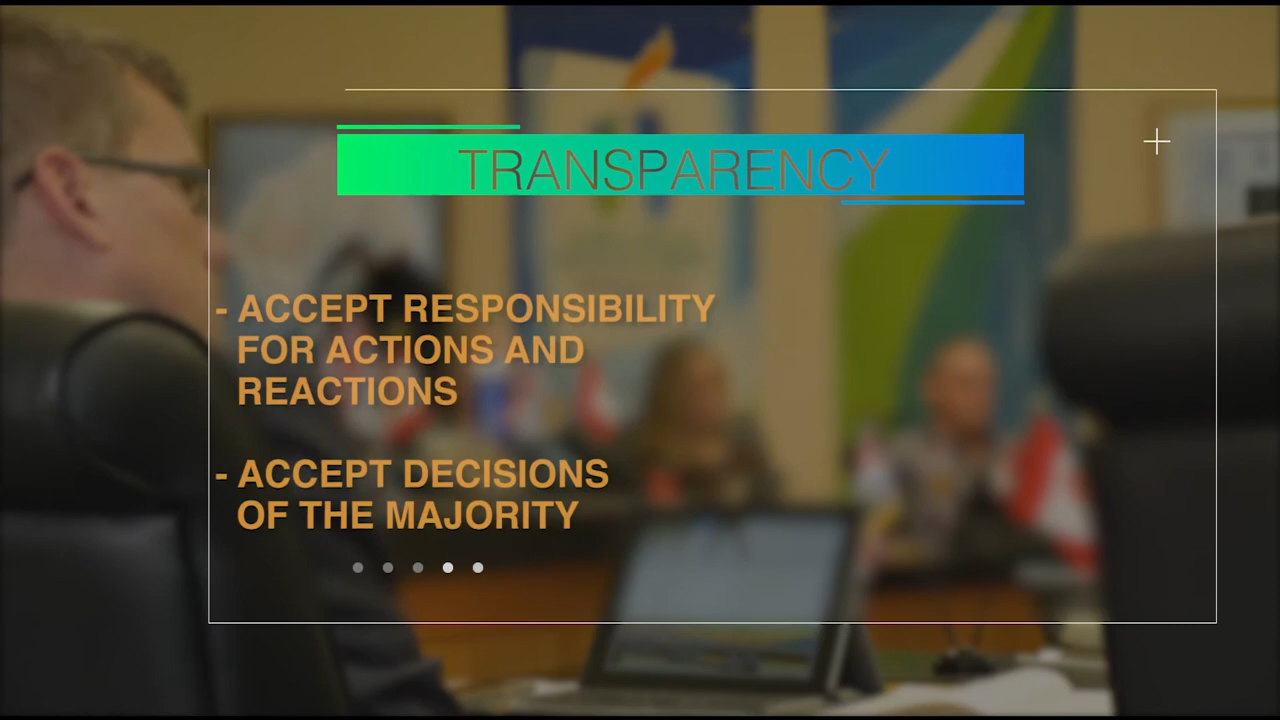 TRANSPARENCY
- ACCEPT RESPONSIBILITY
FOR ACTIONS AND
REACTIONS
- ACCEPT DECISIONS
OF THE MAJORITY